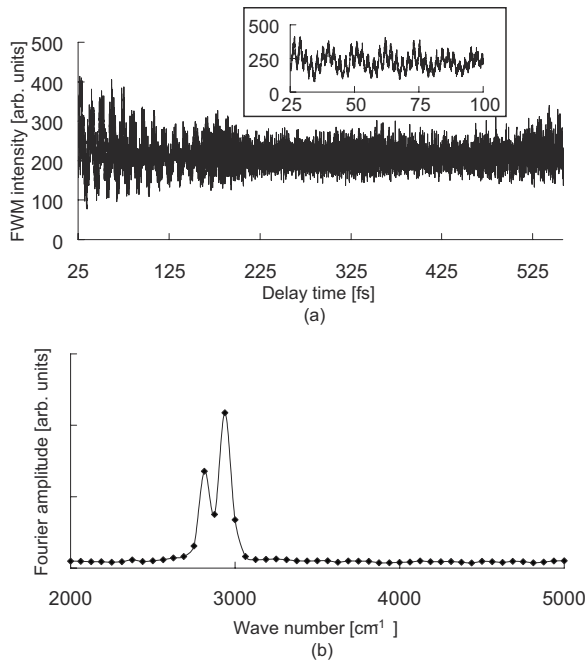 500
400
300
200
100
0
FWM intensity [arb. units]
500
250
0
25 50 75 100
25 125 225 325 425 525
Delay time [fs]
(a)
Fourier amplitude [arb. units]
2000 3000 4000 5000
Wave number [cm-1 ]
(b)